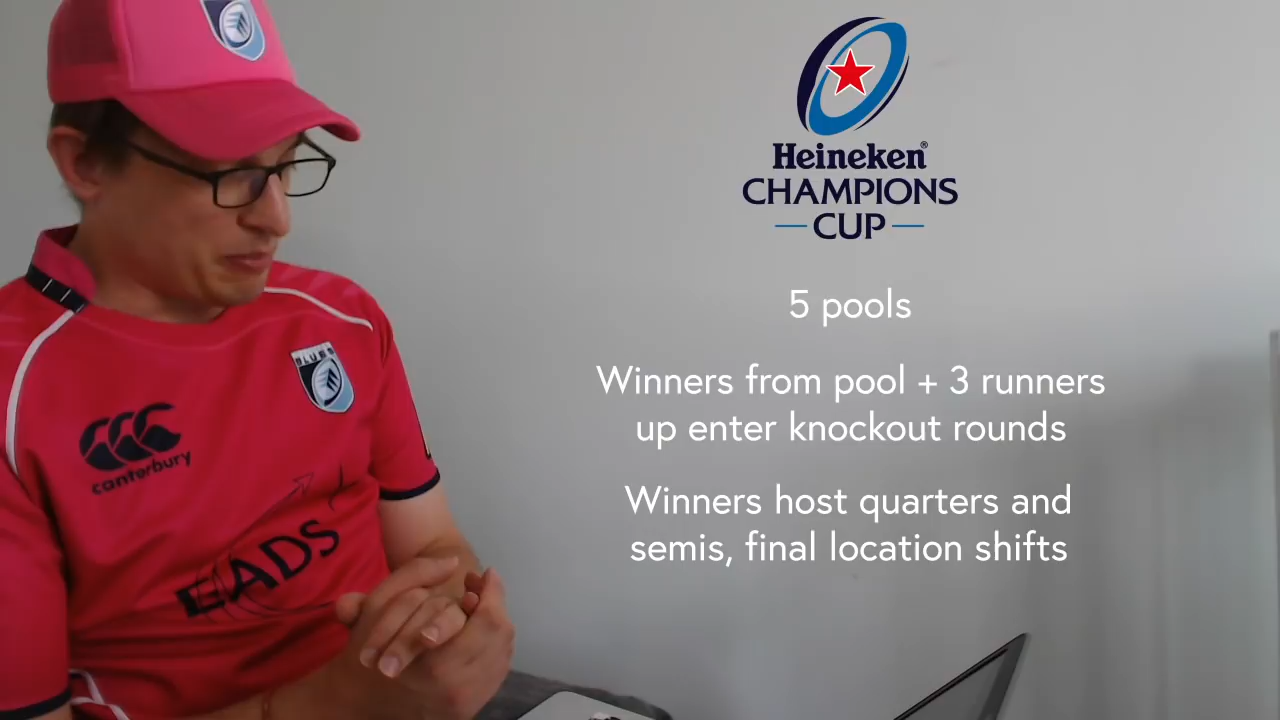 Heineken®
CHAMPIONS
CUP
5 pools
Winners from pool + 3 runners
up enter knockout rounds
Winners host quarters and
semis, final location shifts
BLUES
canterbury